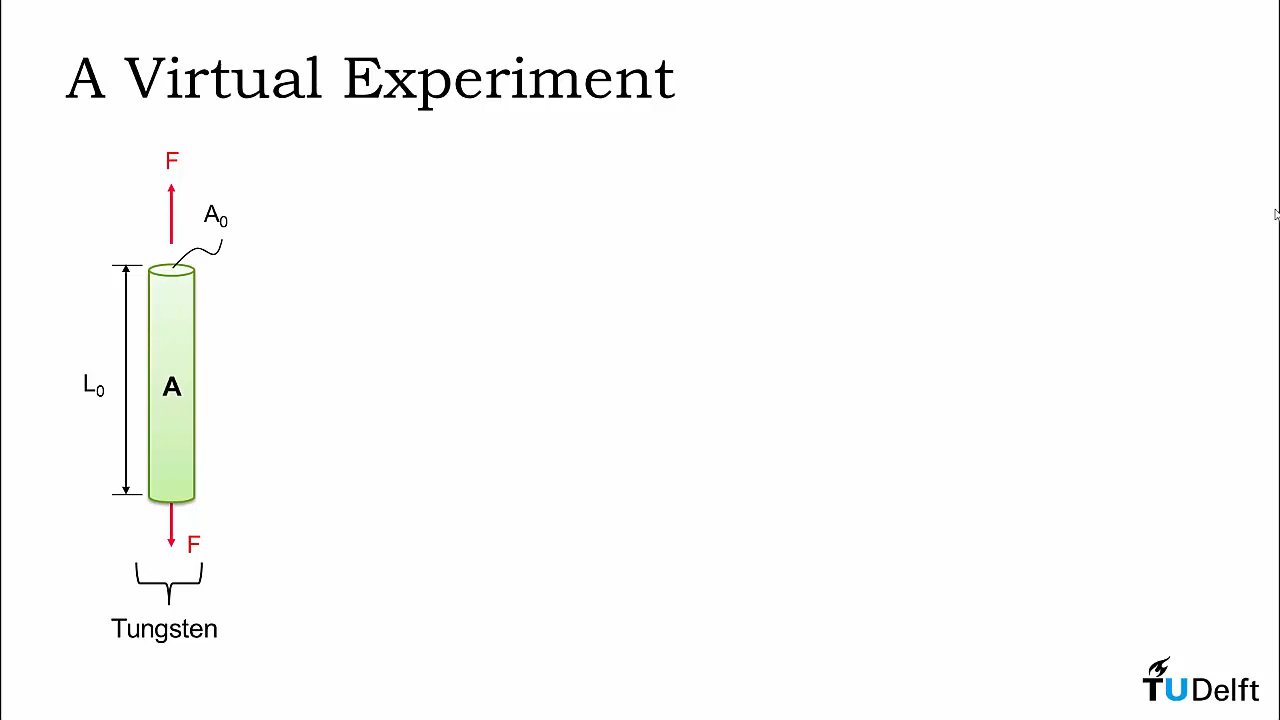 A Virtual Experiment
F
A₀
L₀
A
F
Tungsten
TUDelft